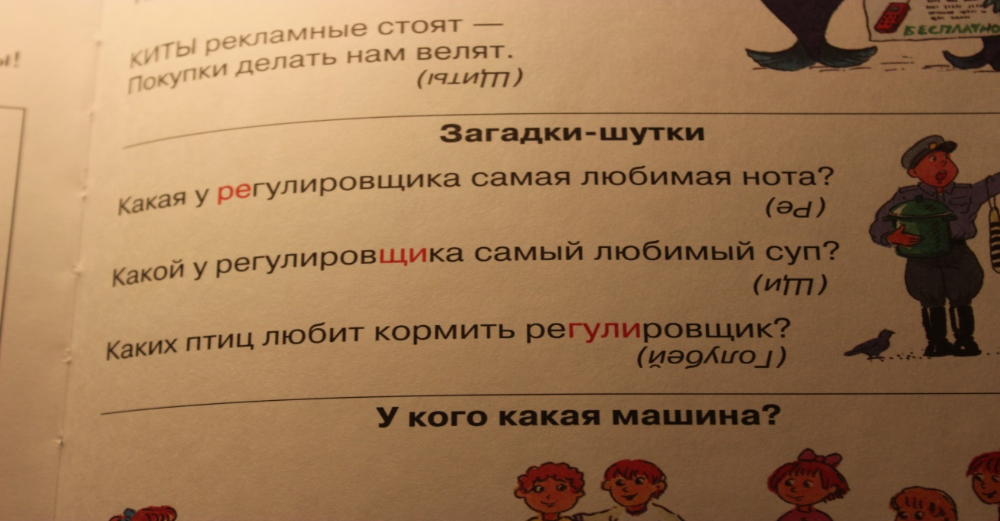 ы!
КИТЫ рекламные стоят —
Покупки делать нам велят.
(Щиты)
БЕСПЛАТНО
Загадки-шутки
Какая у регулировщика самая любимая нота?
(Ре)
Какой у регулировщика самый любимый суп?
(Щи)
Каких птиц любит кормить регулировщик?
(Голубей)
У кого какая машина?